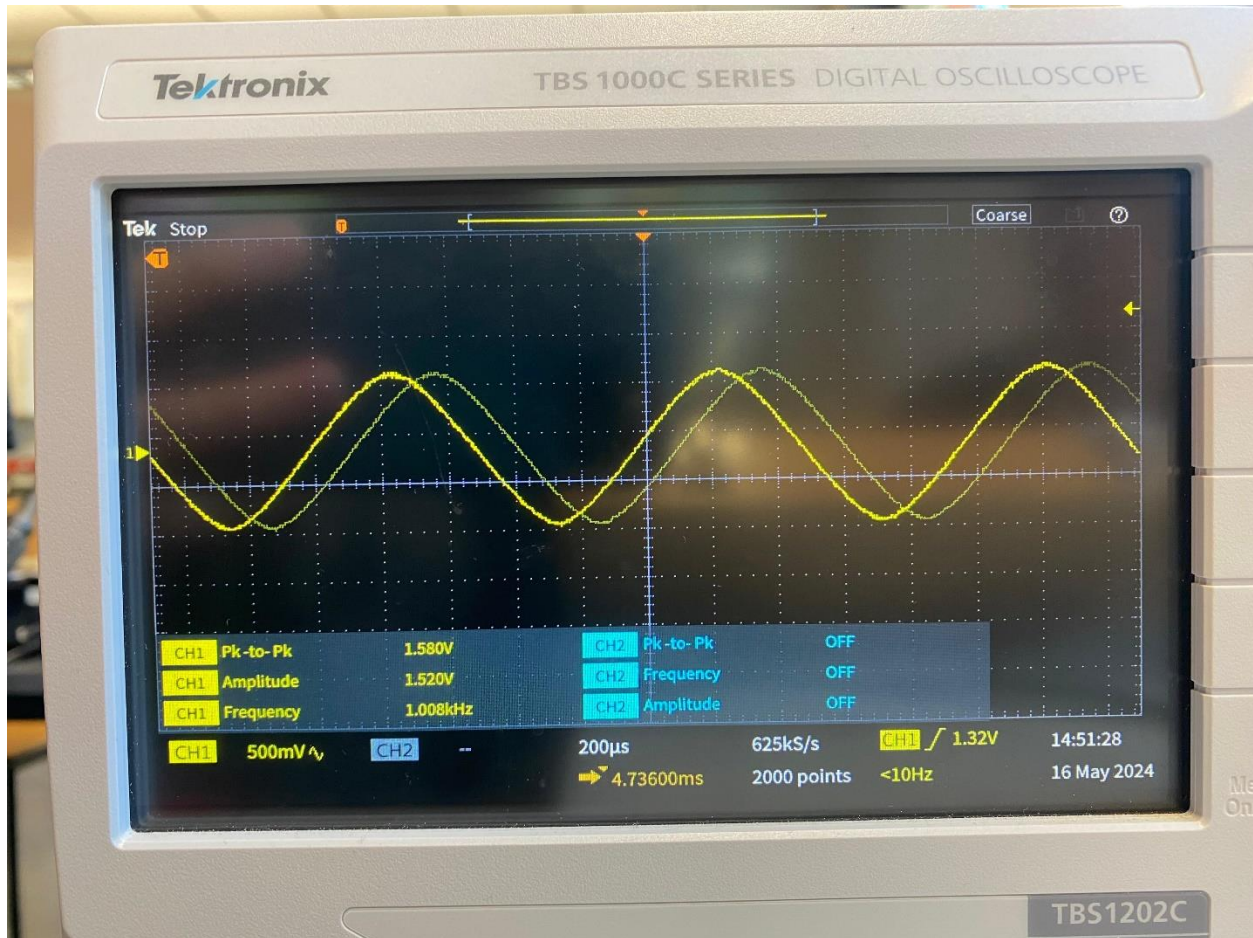 Tektronix TBS 1000C SERIES DIGITAL OSCILLOSCOPE
Tek Stop T Coarse ?
T
1
CH1 Pk-to-Pk 1.580V CH2 Pk-to-Pk OFF
CH1 Amplitude 1.520V CH2 Frequency OFF
CH1 Frequency 1.008kHz CH2 Amplitude OFF
CH1 500mV CH2 -- 200µs 625kS/s CH1 1.32V 14:51:28
4.73600ms 2000 points <10Hz 16 May 2024
TBS1202C